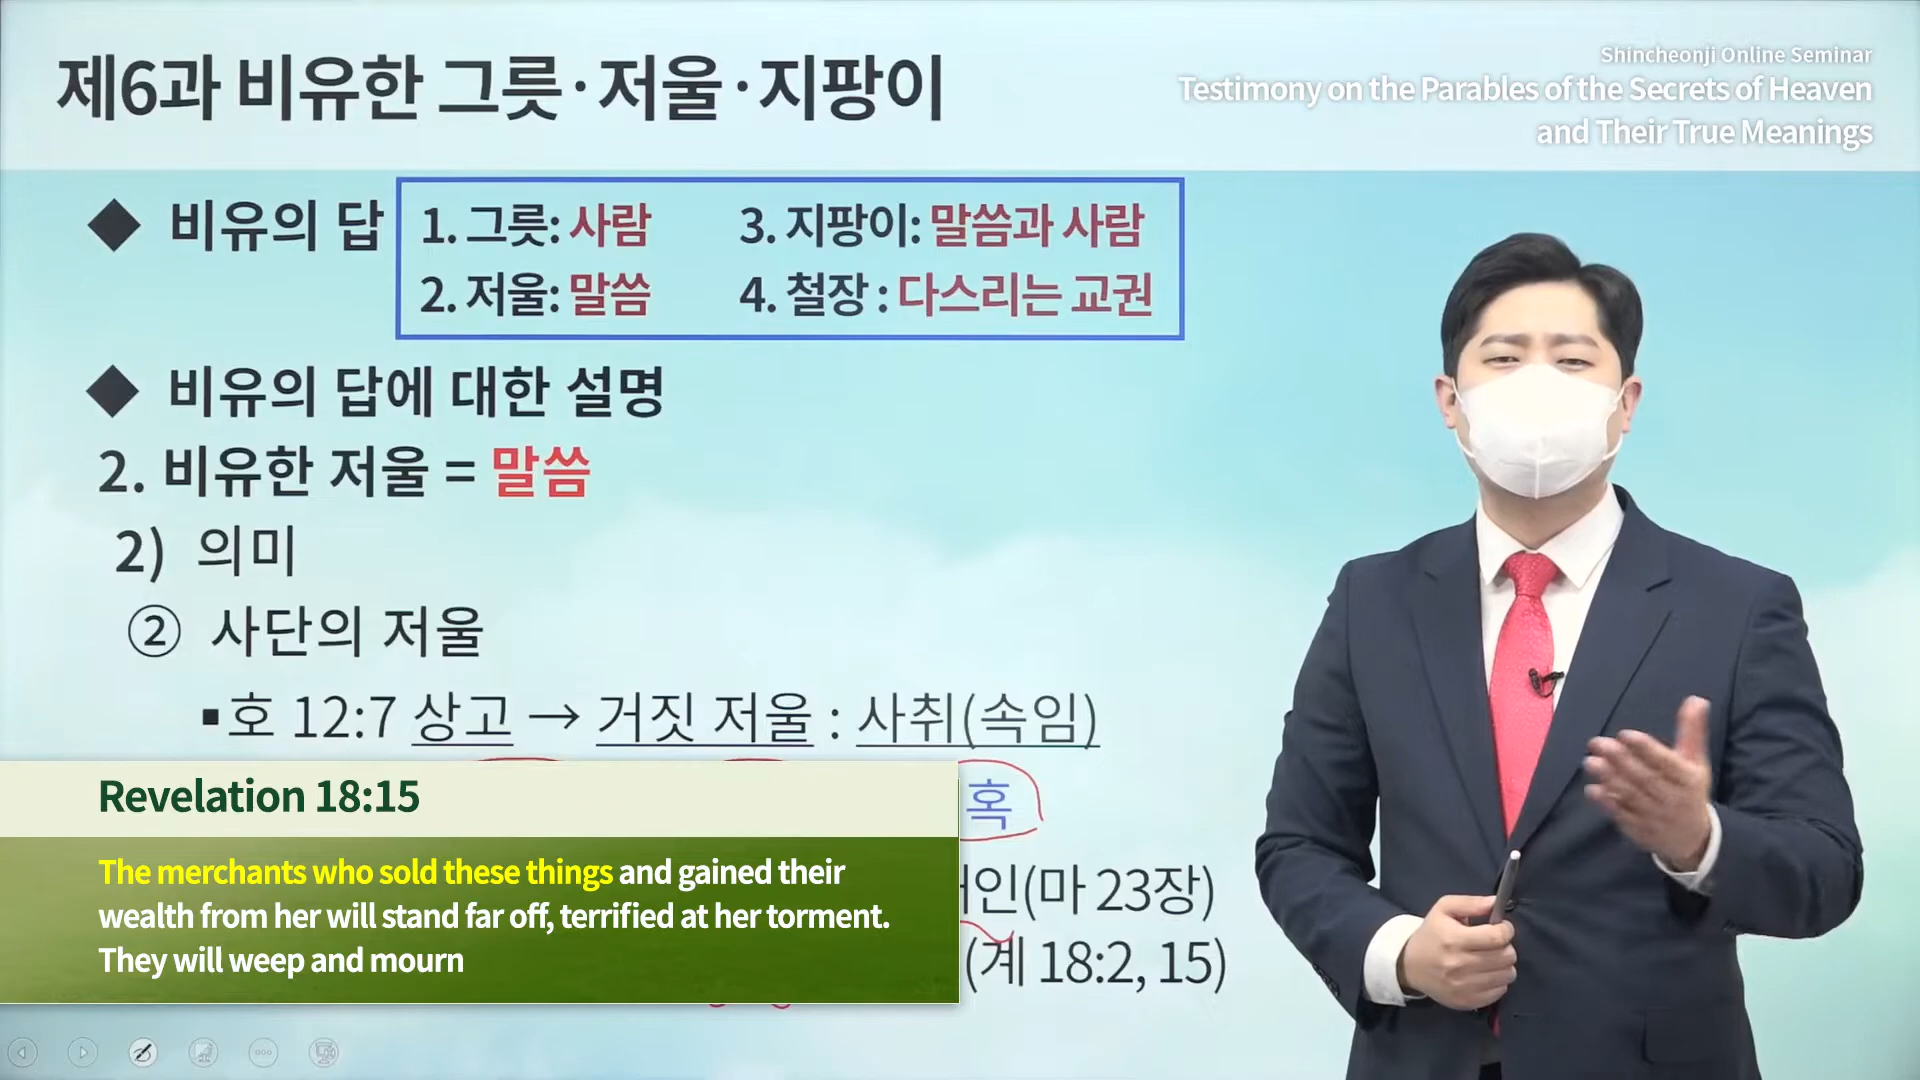 제6과 비유한 그릇·저울·지팡이
Shincheonji Online Seminar
Testimony on the Parables of the Secrets of Heaven
and Their True Meanings
◆ 비유의 답
1. 그릇: 사람
3. 지팡이: 말씀과 사람
2. 저울: 말씀
4. 철장 : 다스리는 교권
◆ 비유의 답에 대한 설명
2. 비유한 저울 = 말씀
2) 의미
② 사단의 저울
▪호 12:7 상고 → 거짓 저울 : 사취(속임)
혹
인(마 23장)
(계 18:2, 15)
Revelation 18:15
The merchants who sold these things and gained their
wealth from her will stand far off, terrified at her torment.
They will weep and mourn